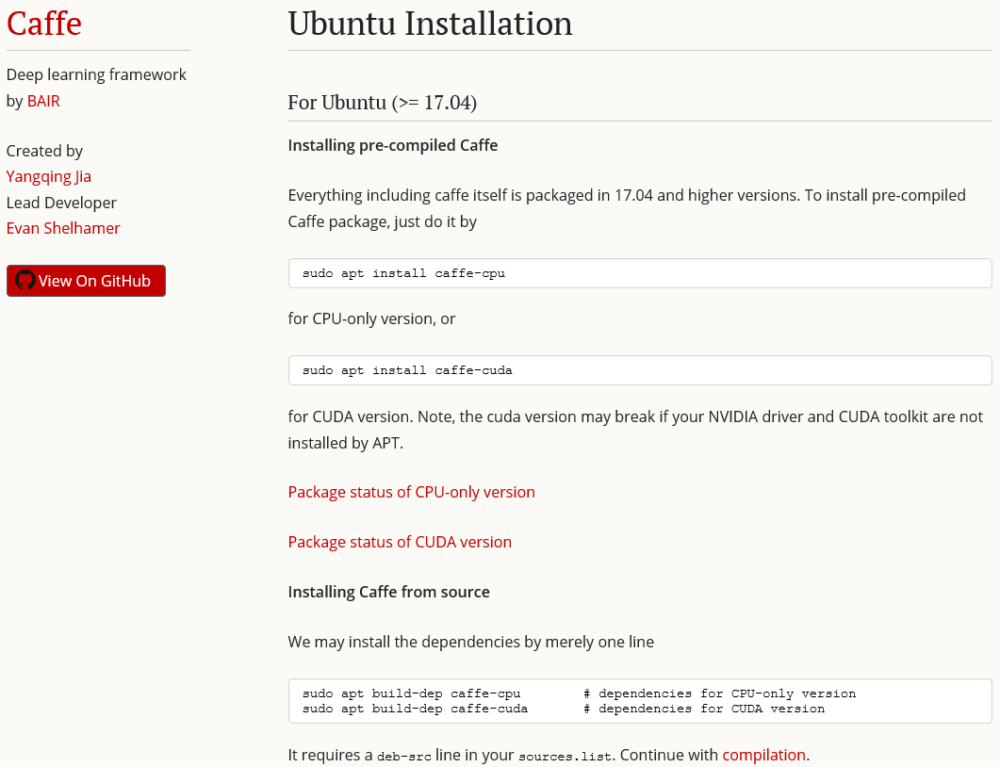 Caffe
Deep learning framework
by BAIR
Created by
Yangqing Jia
Lead Developer
Evan Shelhamer
View On GitHub
Ubuntu Installation
For Ubuntu (>= 17.04)
Installing pre-compiled Caffe
Everything including caffe itself is packaged in 17.04 and higher versions. To install pre-compiled
Caffe package, just do it by
sudo apt install caffe-cpu
for CPU-only version, or
sudo apt install caffe-cuda
for CUDA version. Note, the cuda version may break if your NVIDIA driver and CUDA toolkit are not
installed by APT.
Package status of CPU-only version
Package status of CUDA version
Installing Caffe from source
We may install the dependencies by merely one line
sudo apt build-dep caffe-cpu        # dependencies for CPU-only version
sudo apt build-dep caffe-cuda       # dependencies for CUDA version
It requires a deb-src line in your sources.list. Continue with compilation.